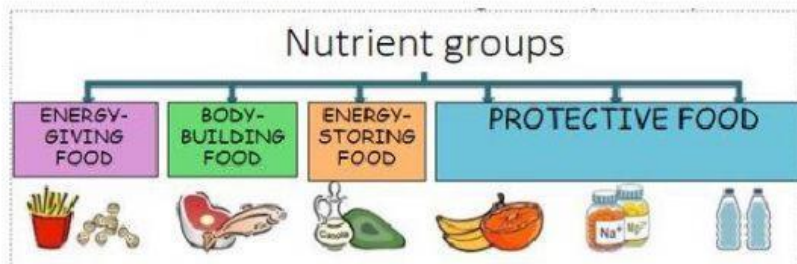 Nutrient groups
ENERGY-
GIVING
FOOD
BODY-
BUILDING
FOOD
ENERGY-
STORING
FOOD
PROTECTIVE FOOD
Canola
Na⁺
Mg²⁺